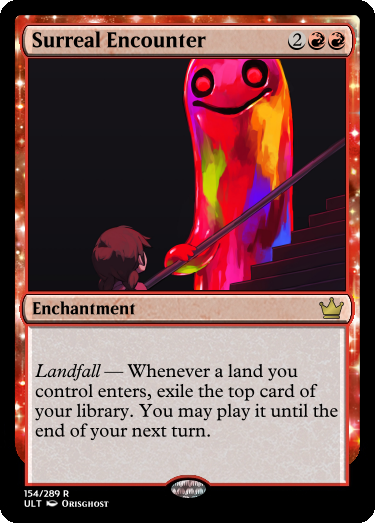 Surreal Encounter 2
Enchantment
Landfall — Whenever a land you
control enters, exile the top card of
your library. You may play it until the
end of your next turn.
154/289 R
ULT Orisghost